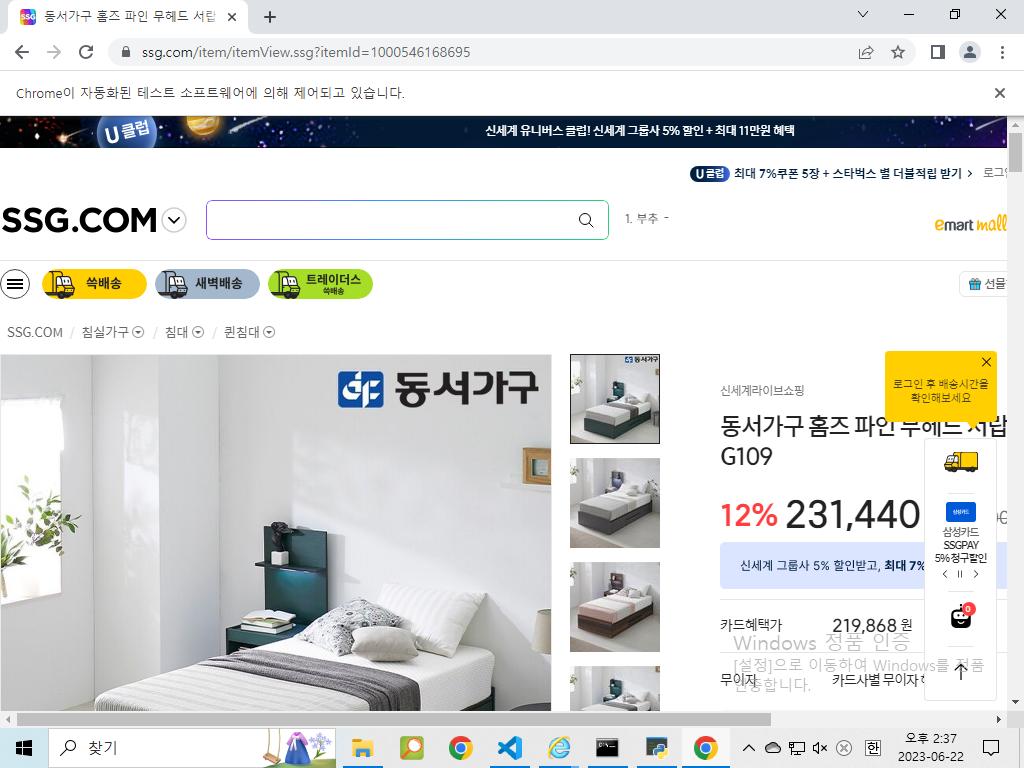 동서가구 홈즈 파인 무헤드 서랍
ssg.com/item/itemView.ssg?itemId=1000546168695
Chrome이 자동화된 테스트 소프트웨어에 의해 제어되고 있습니다.
U클럽
신세계 유니버스 클럽! 신세계 그룹사 5% 할인 + 최대 11만원 혜택
U클럽 최대 7%쿠폰 5장 + 스타벅스 별 더블적립 받기 >
SSG.COM
1. 부추 -
emart mall
쓱배송
새벽배송
트레이더스
쓱배송
선물
SSG.COM / 침실가구 / 침대 / 퀸침대
동서가구
동서가구
로그인 후 배송시간을
확인해보세요
신세계라이브쇼핑
동서가구 홈즈 파인 무헤드 서랍
G109
12% 231,440
삼성카드
삼성카드
SSGPAY
5% 청구할인
신세계 그룹사 5% 할인받고, 최대 7%
0
카드혜택가 219,868 원
무이자 카드사별 무이자
Windows 정품 인증
[설정]으로 이동하여 Windows를 정품
인증합니다.
찾기
한
오후 2:37
2023-06-22